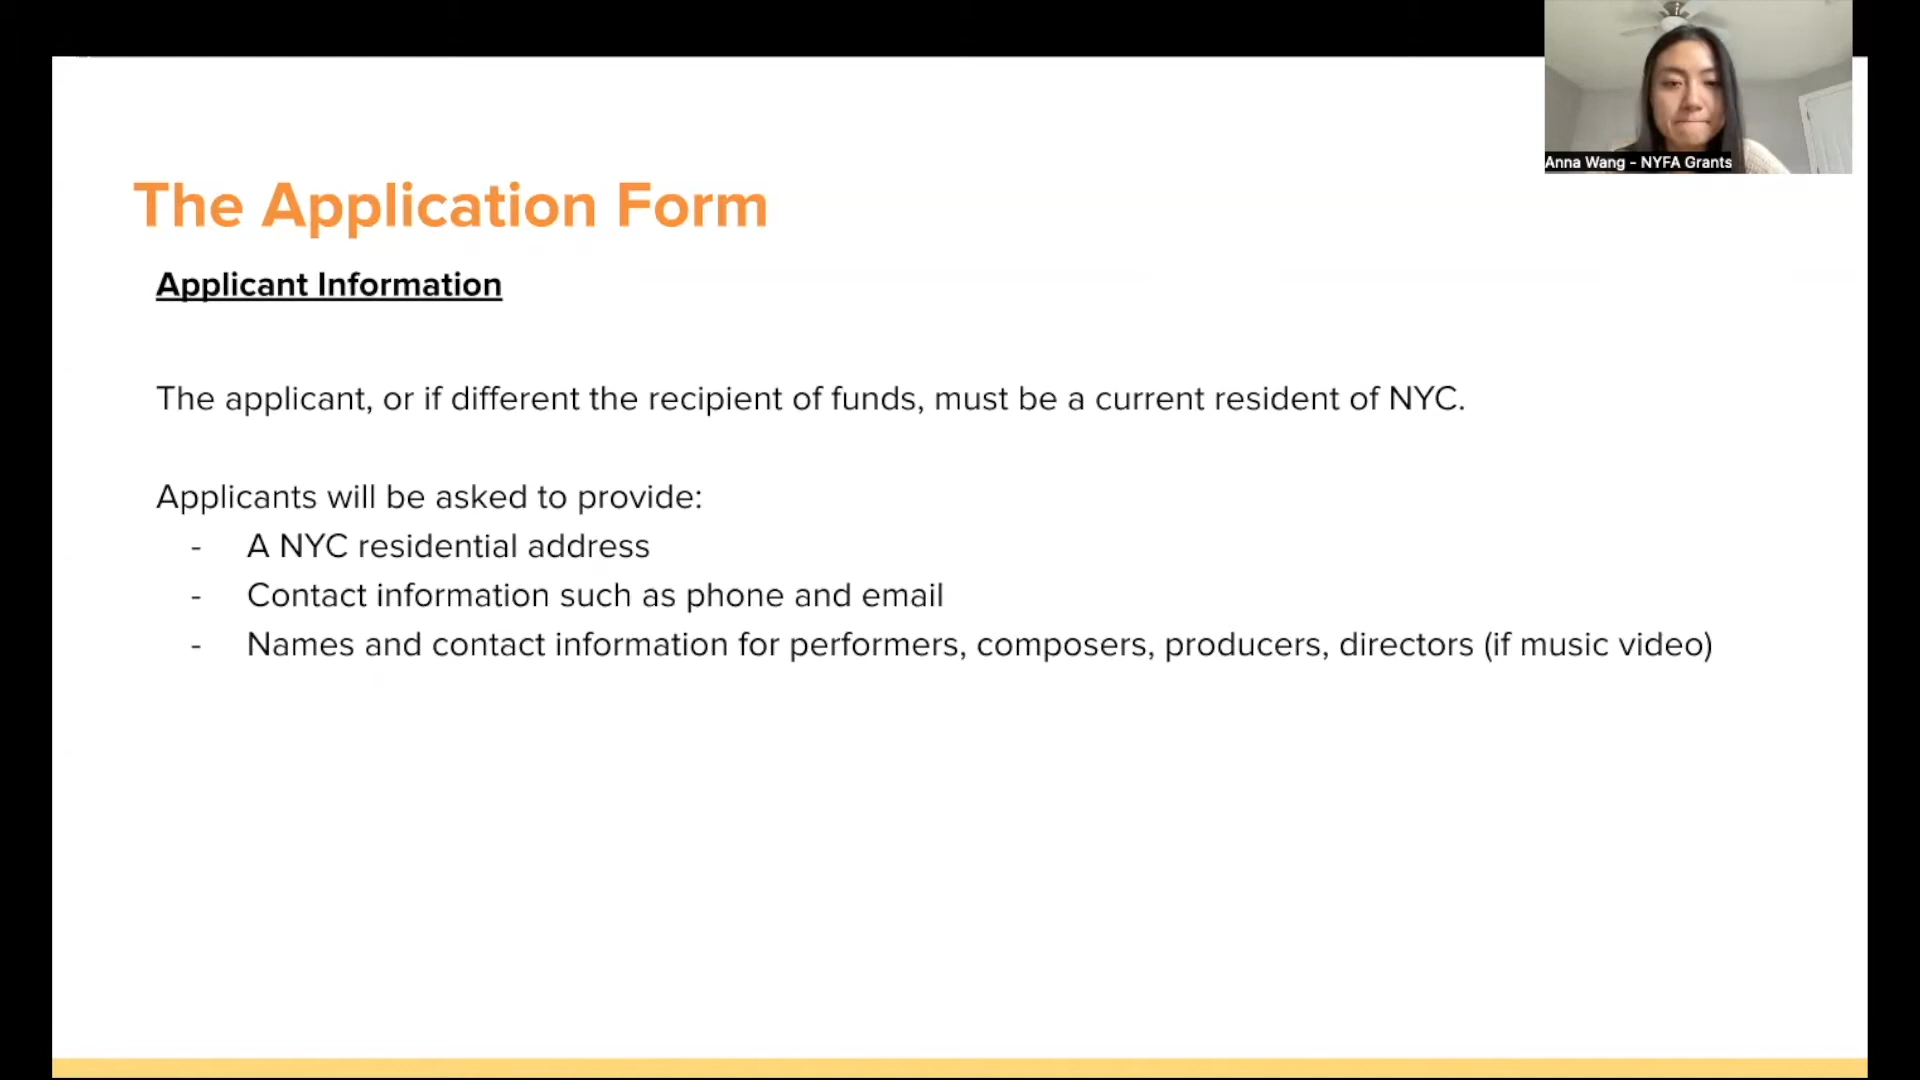 Anna Wang - NYFA Grants
The Application Form
Applicant Information
The applicant, or if different the recipient of funds, must be a current resident of NYC.
Applicants will be asked to provide:
- A NYC residential address
- Contact information such as phone and email
- Names and contact information for performers, composers, producers, directors (if music video)